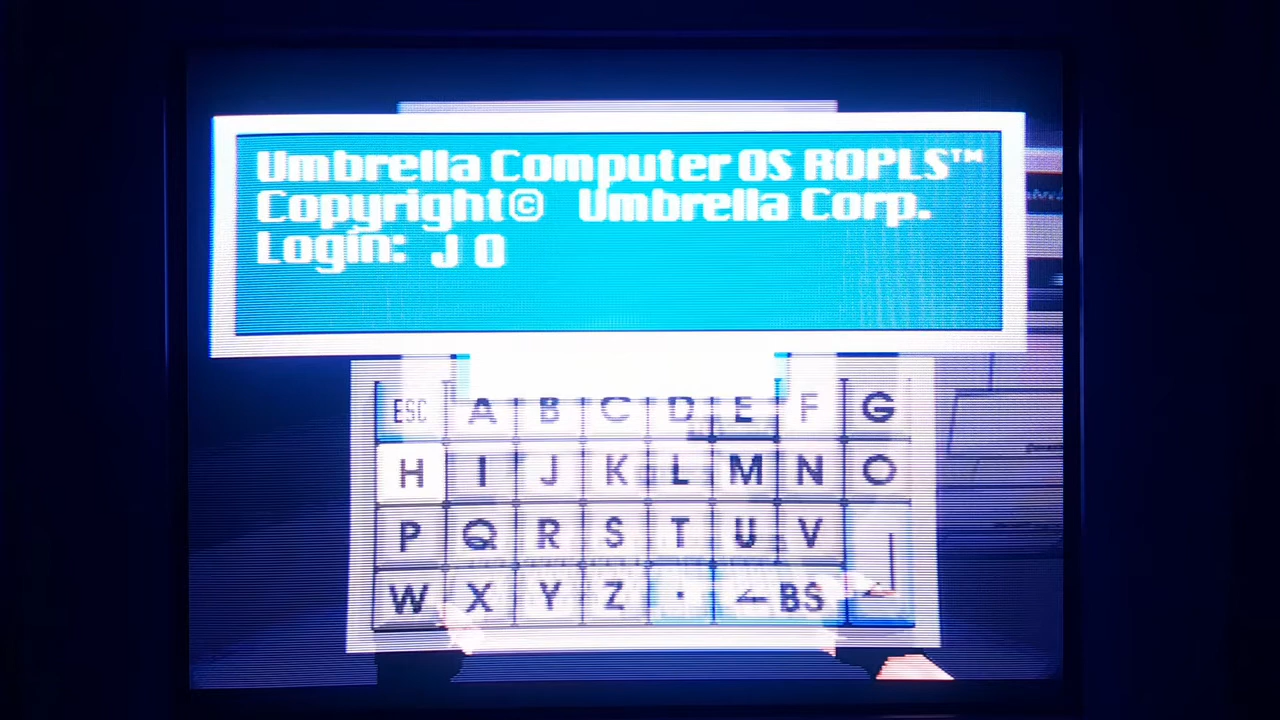 Umbrella Computer OS ROPLS™
Copyright© Umbrella Corp.
Login: J O
ESC A B C D E F G
H I J K L M N O
P Q R S T U V
W X Y Z . ←BS